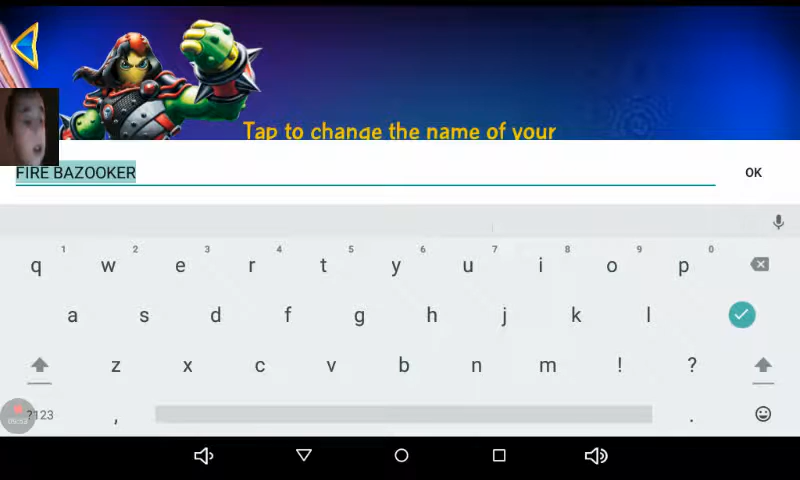 Tap to change the name of your
FIRE BAZOOKER
OK
1 2 3 4 5 6 7 8 9 0
q w e r t y u i o p
a s d f g h j k l
z x c v b n m ! ?
?123 , .